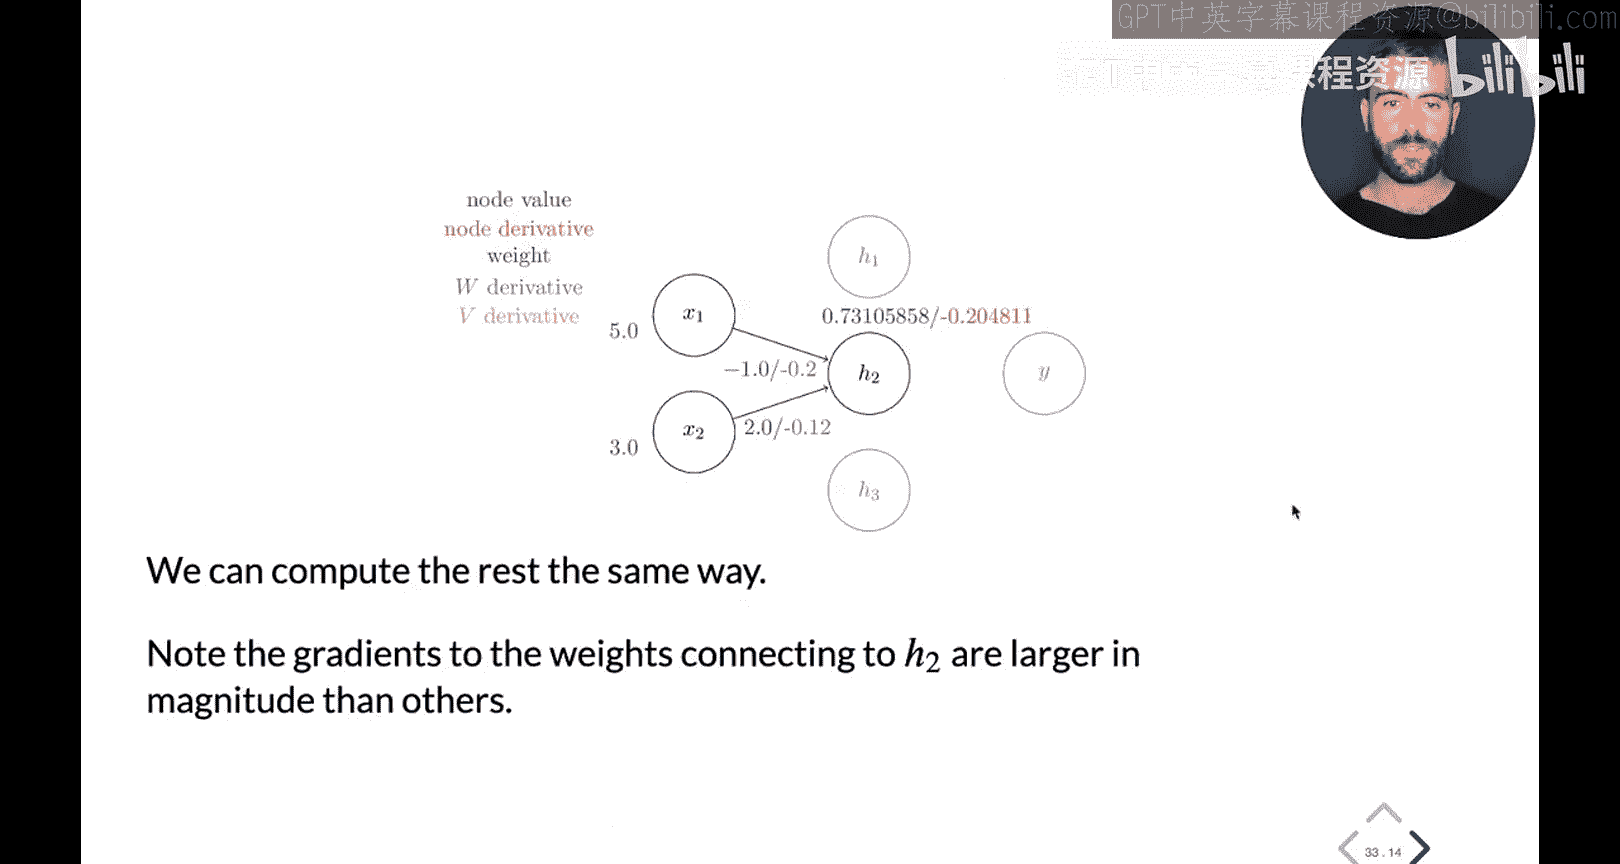 GPT中英字幕课程资源@bilibili.com
程资源 bilibili
node value
node derivative
weight
W derivative
V derivative
h₁
x₁
5.0
0.73105858/-0.204811
−1.0/-0.2
h₂
y
x₂
2.0/-0.12
3.0
h₃
We can compute the rest the same way.
Note the gradients to the weights connecting to h₂ are larger in
magnitude than others.
33.14